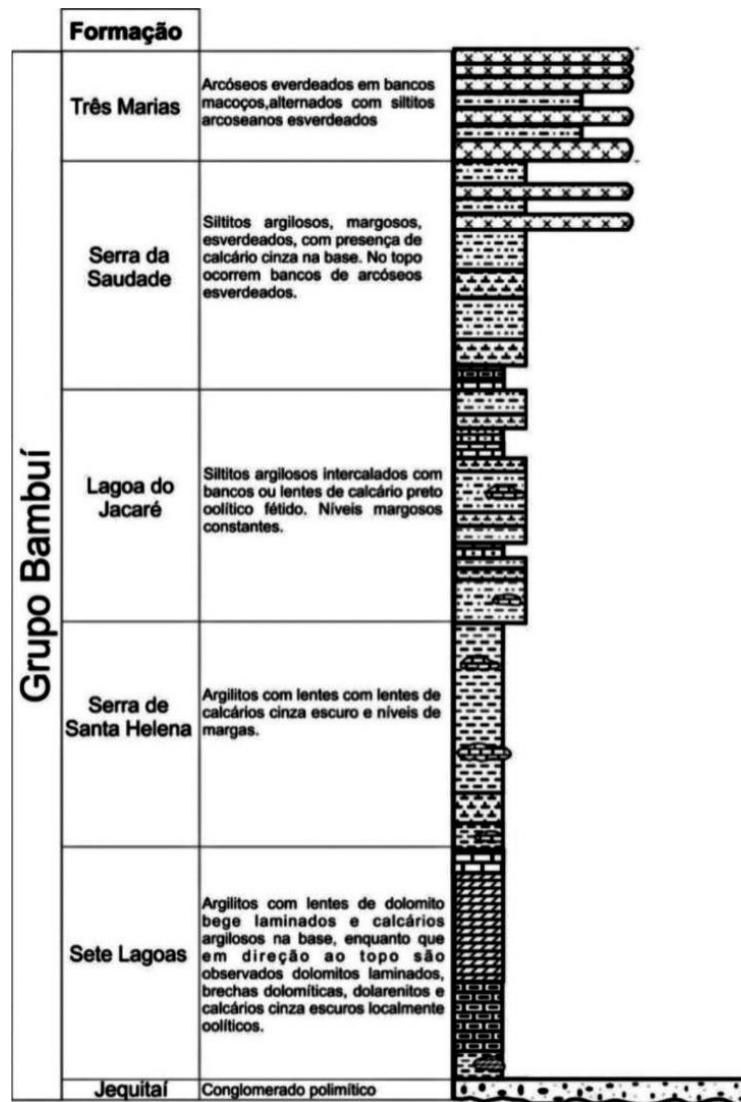 Formação
Grupo Bambuí
Três Marias
Arcóseos everdeados em bancos
macoços,alternados com siltitos
arcoseanos esverdeados
Serra da
Saudade
Siltitos argilosos, margosos,
esverdeados, com presença de
calcário cinza na base. No topo
ocorrem bancos de arcóseos
esverdeados.
Lagoa do
Jacaré
Siltitos argilosos intercalados com
bancos ou lentes de calcário preto
oolítico fétido. Níveis margosos
constantes.
Serra de
Santa Helena
Argilitos com lentes com lentes de
calcários cinza escuro e níveis de
margas.
Sete Lagoas
Argilitos com lentes de dolomito
bege laminados e calcários
argilosos na base, enquanto que
em direção ao topo são
observados dolomitos laminados,
brechas dolomíticas, dolarenitos e
calcários cinza escuros localmente
oolíticos.
Jequitaí
Conglomerado polimítico